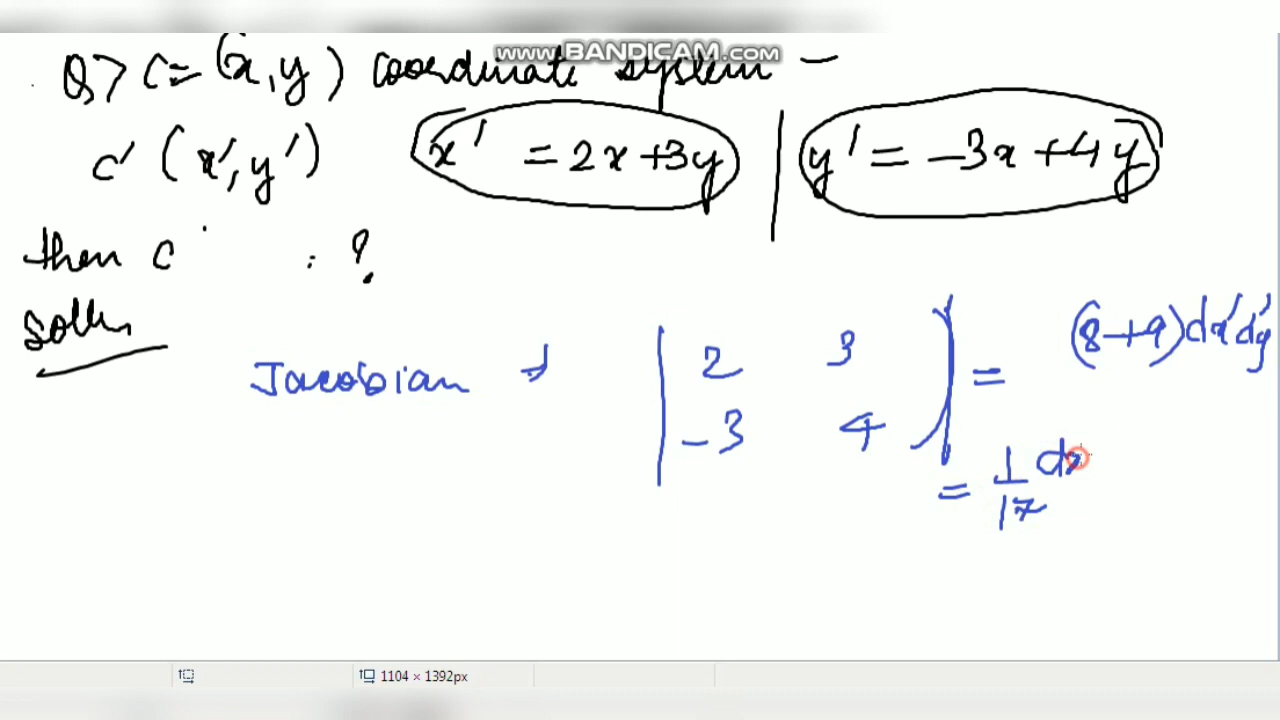 www.BANDICAM.com
Q> C = (x, y) coordinate system -
C' (x', y') x' = 2x+3y | y' = -3x+4y
then C : ?
Soln
Jacobian → | 2 3 | = (8+9)dx'dy'
-3 4
= 1/17 dx
1104 × 1392px